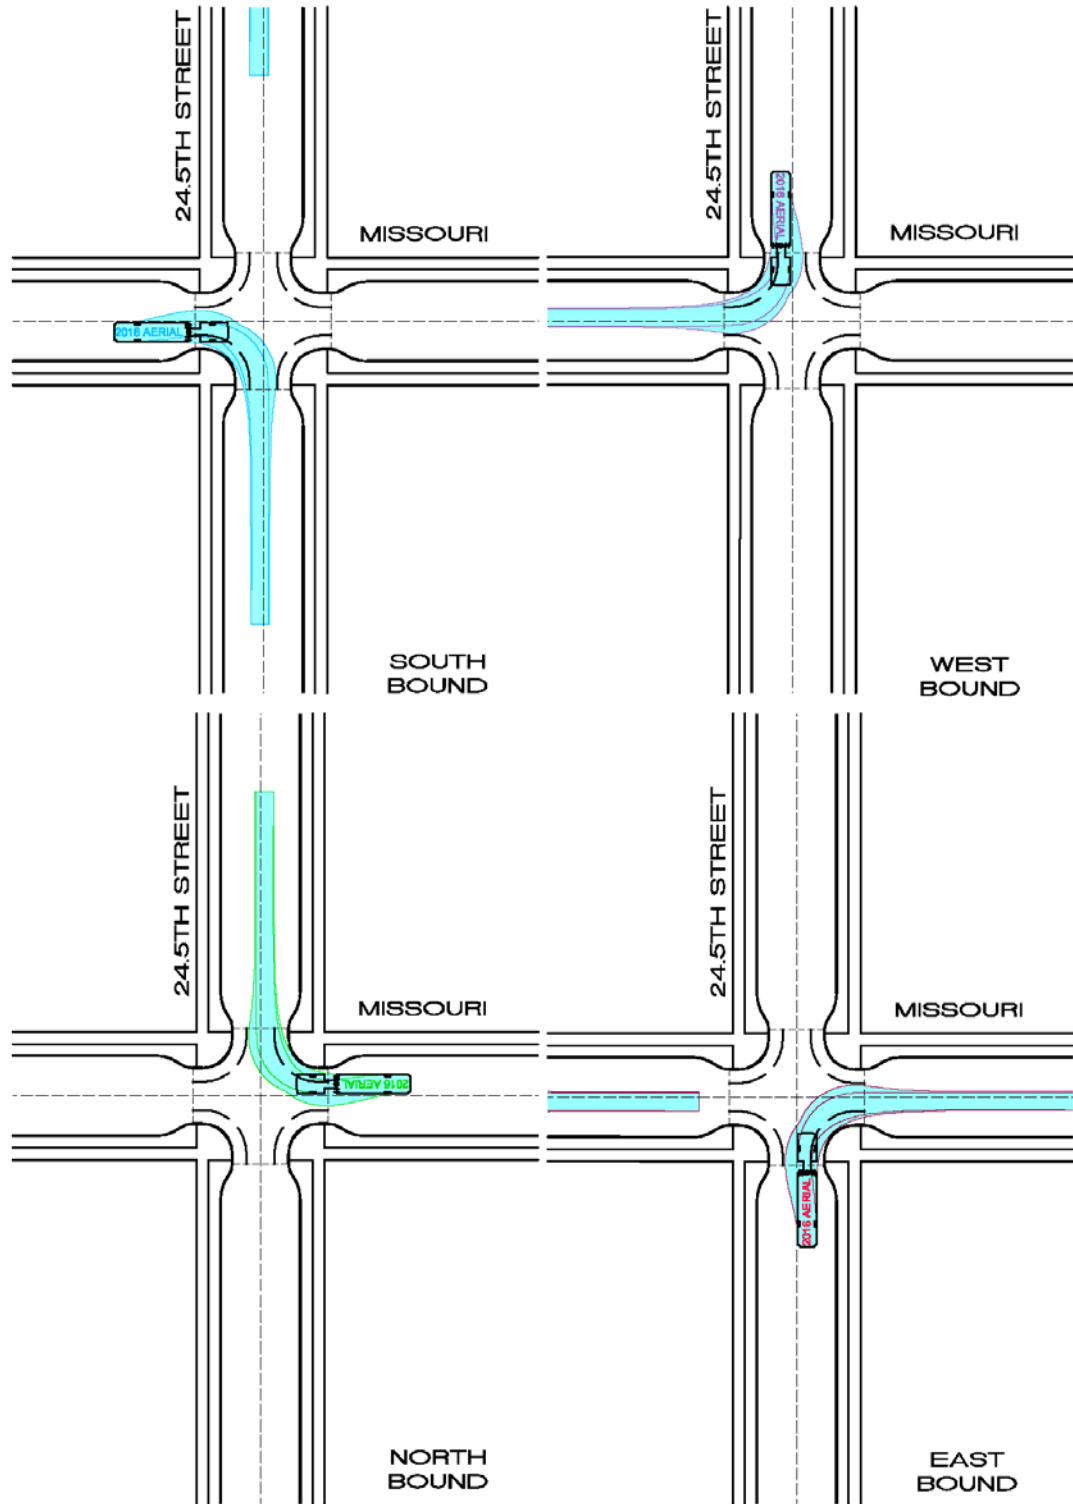 24.5TH STREET
MISSOURI
2016 AERIAL
SOUTH
BOUND
24.5TH STREET
MISSOURI
2016 AERIAL
WEST
BOUND
24.5TH STREET
MISSOURI
2016 AERIAL
NORTH
BOUND
24.5TH STREET
MISSOURI
2016 AERIAL
EAST
BOUND